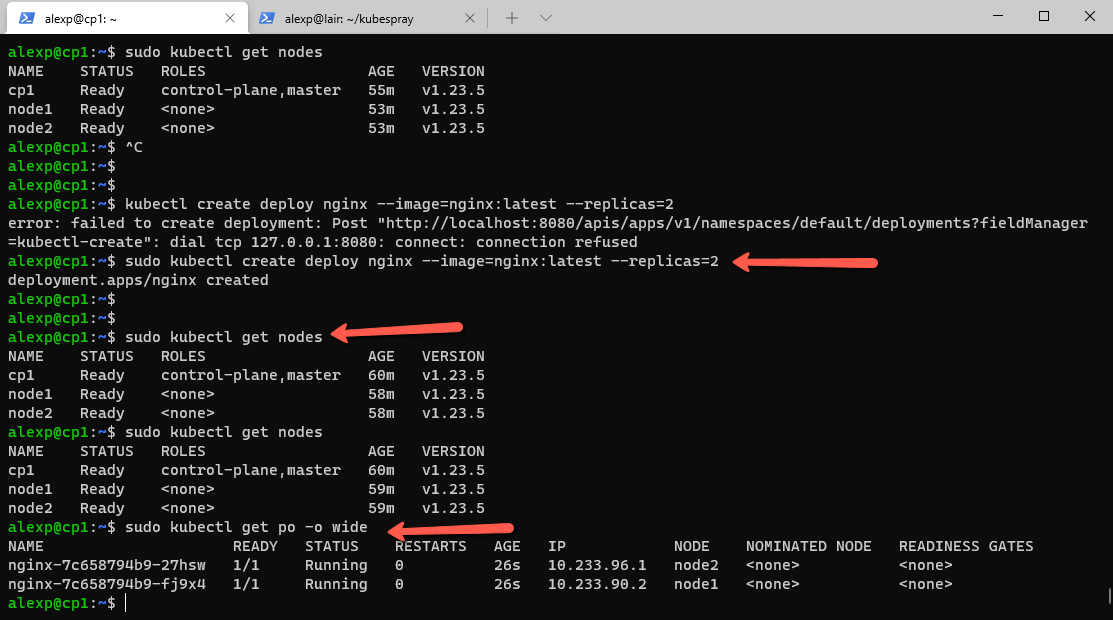 alexp@cp1: ~
alexp@lair: ~/kubespray
alexp@cp1:~$ sudo kubectl get nodes
NAME    STATUS   ROLES                  AGE   VERSION
cp1     Ready    control-plane,master   55m   v1.23.5
node1   Ready    <none>                 53m   v1.23.5
node2   Ready    <none>                 53m   v1.23.5
alexp@cp1:~$ ^C
alexp@cp1:~$
alexp@cp1:~$
alexp@cp1:~$ kubectl create deploy nginx --image=nginx:latest --replicas=2
error: failed to create deployment: Post "http://localhost:8080/apis/apps/v1/namespaces/default/deployments?fieldManager
=kubectl-create": dial tcp 127.0.0.1:8080: connect: connection refused
alexp@cp1:~$ sudo kubectl create deploy nginx --image=nginx:latest --replicas=2
deployment.apps/nginx created
alexp@cp1:~$
alexp@cp1:~$
alexp@cp1:~$ sudo kubectl get nodes
NAME    STATUS   ROLES                  AGE   VERSION
cp1     Ready    control-plane,master   60m   v1.23.5
node1   Ready    <none>                 58m   v1.23.5
node2   Ready    <none>                 58m   v1.23.5
alexp@cp1:~$ sudo kubectl get nodes
NAME    STATUS   ROLES                  AGE   VERSION
cp1     Ready    control-plane,master   60m   v1.23.5
node1   Ready    <none>                 59m   v1.23.5
node2   Ready    <none>                 59m   v1.23.5
alexp@cp1:~$ sudo kubectl get po -o wide
NAME                     READY   STATUS    RESTARTS   AGE   IP            NODE    NOMINATED NODE   READINESS GATES
nginx-7c658794b9-27hsw   1/1     Running   0          26s   10.233.96.1   node2   <none>           <none>
nginx-7c658794b9-fj9x4   1/1     Running   0          26s   10.233.90.2   node1   <none>           <none>
alexp@cp1:~$